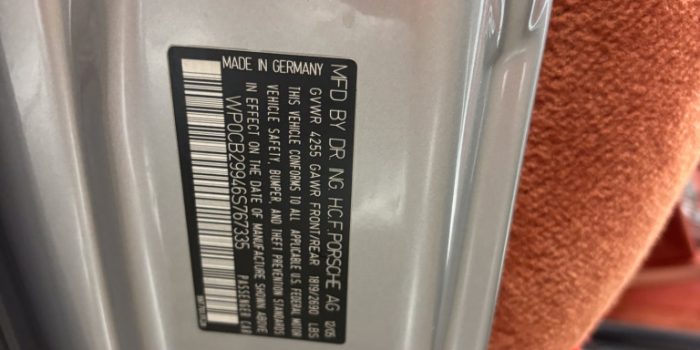 MFD BY DR. ING. H.C.F. PORSCHE AG 12/05
GVWR 4255 GAWR FRONT/REAR 1819/2690 LBS
THIS VEHICLE CONFORMS TO ALL APPLICABLE U.S. FEDERAL MOTOR
VEHICLE SAFETY, BUMPER, AND THEFT PREVENTION STANDARDS
IN EFFECT ON THE DATE OF MANUFACTURE SHOWN ABOVE
WP0CB29946S767335 PASSENGER CAR
MADE IN GERMANY